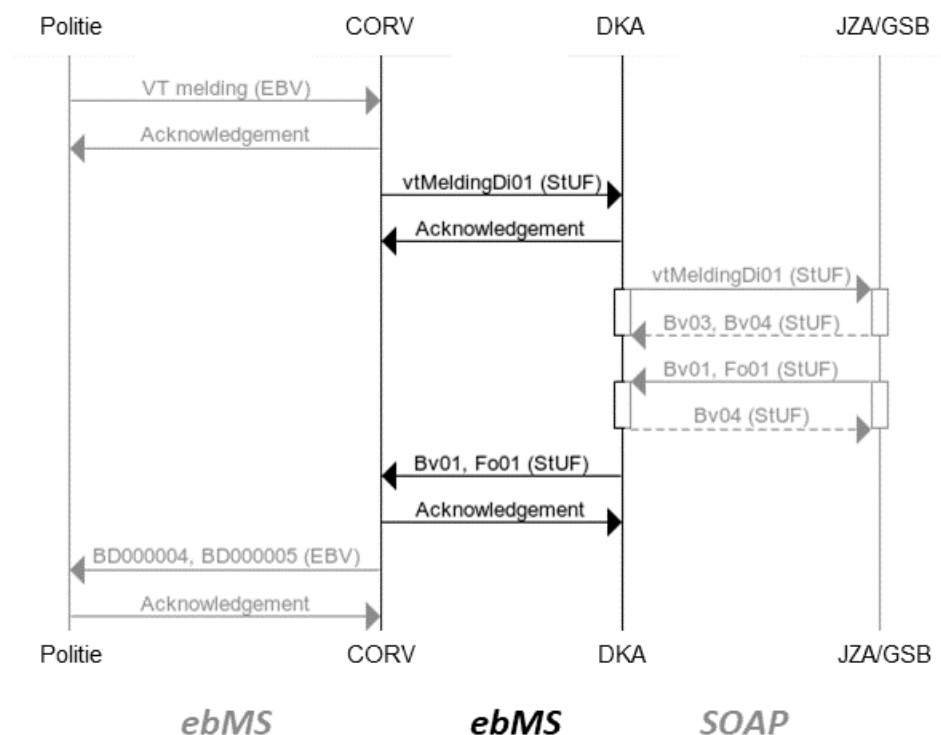 Politie CORV DKA JZA/GSB
VT melding (EBV)
Acknowledgement
vtMeldingDi01 (StUF)
Acknowledgement
vtMeldingDi01 (StUF)
Bv03, Bv04 (StUF)
Bv01, Fo01 (StUF)
Bv04 (StUF)
Bv01, Fo01 (StUF)
Acknowledgement
BD000004, BD000005 (EBV)
Acknowledgement
Politie CORV DKA JZA/GSB
ebMS ebMS SOAP